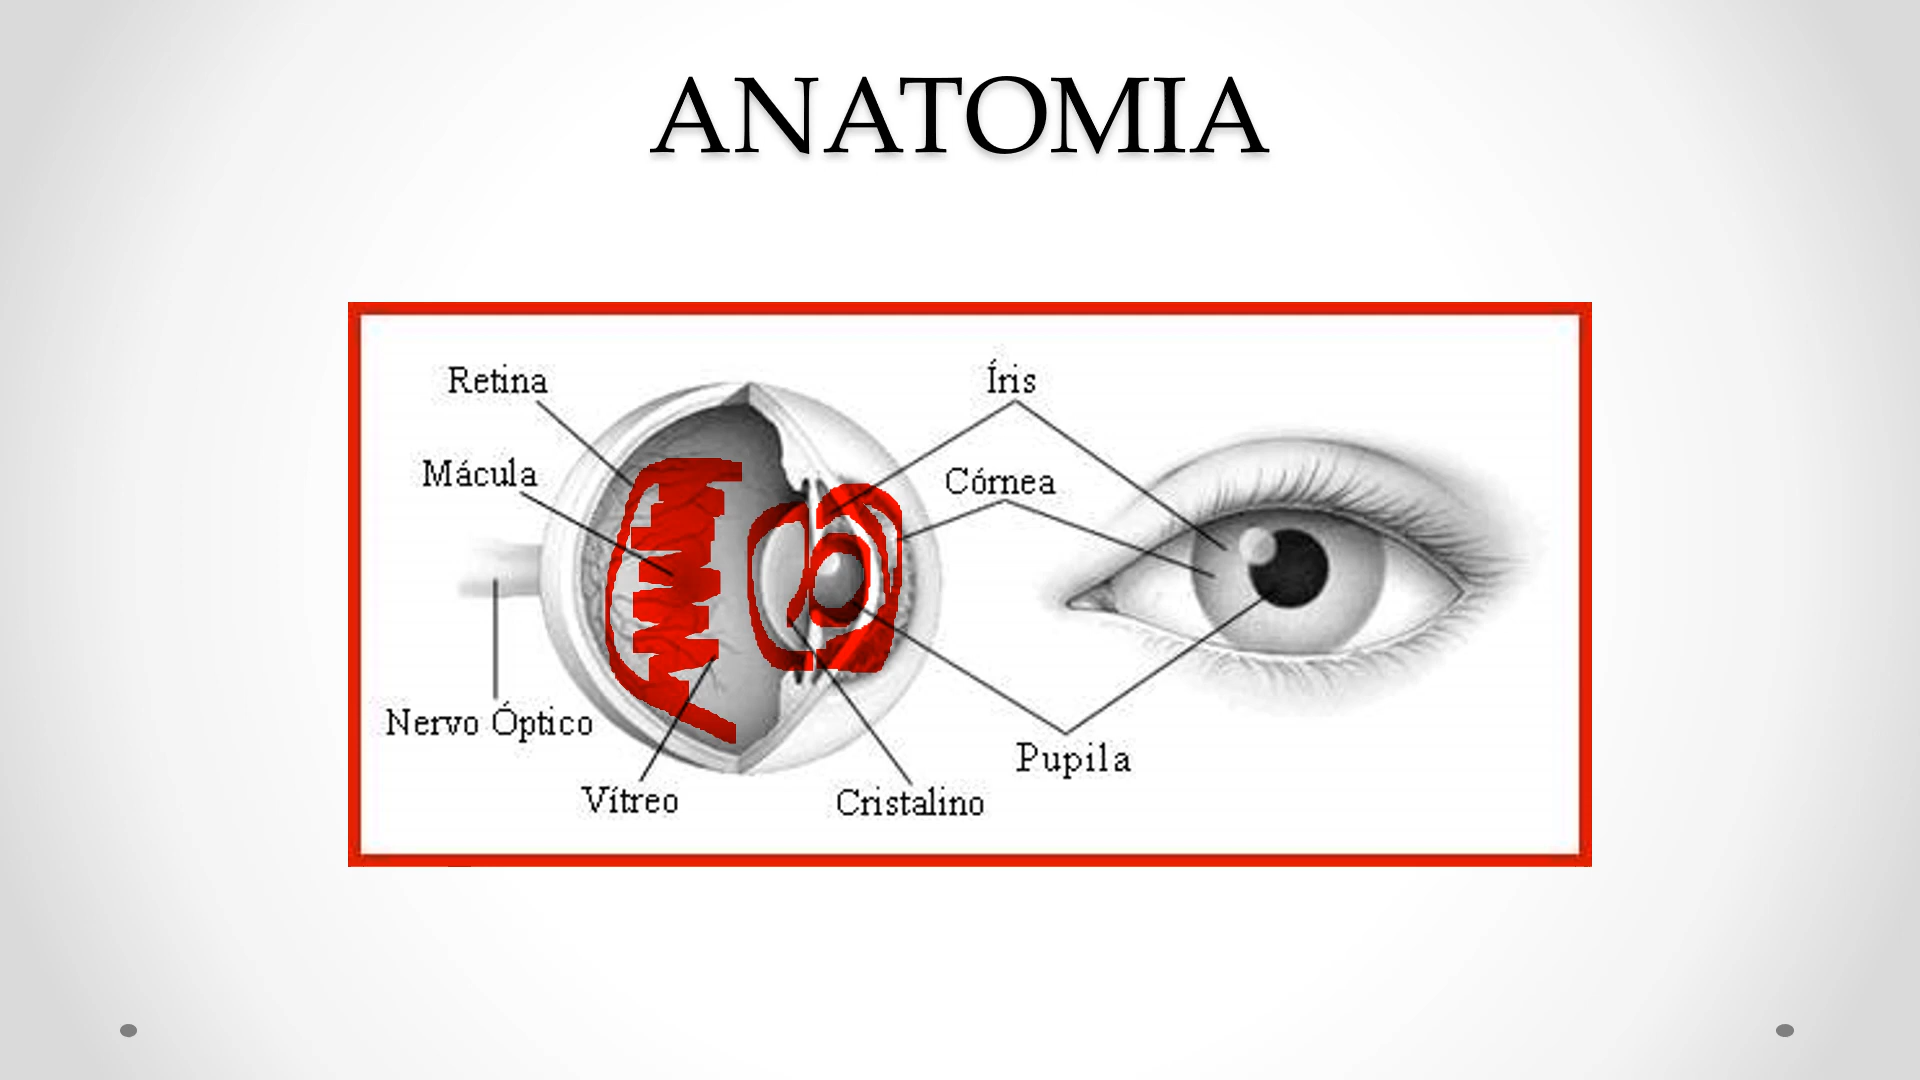 ANATOMIA
Retina
Íris
Mácula
Córnea
Nervo Óptico
Pupila
Vítreo
Cristalino